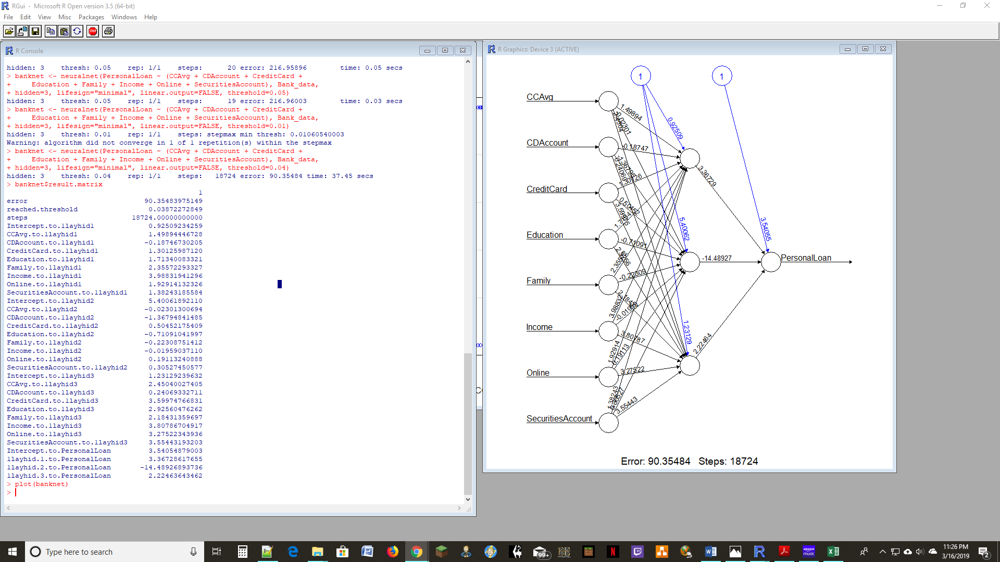 RGui - Microsoft R Open version 3.5 (64-bit)
File Edit View Misc Packages Windows Help
STOP
R Console
hidden: 3    thresh: 0.05    rep: 1/1    steps:      20 error: 216.95896        time: 0.05 secs
> banknet <- neuralnet(PersonalLoan ~ (CCAvg + CDAccount + CreditCard +
+     Education + Family + Income + Online + SecuritiesAccount), Bank_data,
+ hidden=3, lifesign="minimal", linear.output=FALSE, threshold=0.05)
hidden: 3    thresh: 0.05    rep: 1/1    steps:      19 error: 216.96003        time: 0.03 secs
> banknet <- neuralnet(PersonalLoan ~ (CCAvg + CDAccount + CreditCard +
+     Education + Family + Income + Online + SecuritiesAccount), Bank_data,
+ hidden=3, lifesign="minimal", linear.output=FALSE, threshold=0.01)
hidden: 3    thresh: 0.01    rep: 1/1    steps: stepmax min thresh: 0.01060540003
Warning: algorithm did not converge in 1 of 1 repetition(s) within the stepmax
> banknet <- neuralnet(PersonalLoan ~ (CCAvg + CDAccount + CreditCard +
+     Education + Family + Income + Online + SecuritiesAccount), Bank_data,
+ hidden=3, lifesign="minimal", linear.output=FALSE, threshold=0.04)
hidden: 3    thresh: 0.04    rep: 1/1    steps:   18724 error: 90.35484 time: 37.45 secs
> banknet$result.matrix
1
error 90.35483975149
reached.threshold 0.03872272849
steps 18724.00000000000
Intercept.to.1layhid1 0.92509234259
CCAvg.to.1layhid1 1.49894446728
CDAccount.to.1layhid1 -0.18746730205
CreditCard.to.1layhid1 1.30125987120
Education.to.1layhid1 1.71340083321
Family.to.1layhid1 2.35572293327
Income.to.1layhid1 3.98831941296
Online.to.1layhid1 1.92914132326
SecuritiesAccount.to.1layhid1 1.38243185584
Intercept.to.1layhid2 5.40061892110
CCAvg.to.1layhid2 -0.02301300694
CDAccount.to.1layhid2 -1.36794841485
CreditCard.to.1layhid2 0.50452175409
Education.to.1layhid2 -0.71091041997
Family.to.1layhid2 -0.22308751412
Income.to.1layhid2 -0.01959037110
Online.to.1layhid2 0.19113240888
SecuritiesAccount.to.1layhid2 0.30527450577
Intercept.to.1layhid3 1.23129239632
CCAvg.to.1layhid3 2.45040027405
CDAccount.to.1layhid3 0.24069332711
CreditCard.to.1layhid3 3.59974766831
Education.to.1layhid3 2.92560476262
Family.to.1layhid3 2.18431359697
Income.to.1layhid3 3.80786704917
Online.to.1layhid3 3.27522343936
SecuritiesAccount.to.1layhid3 3.55443193203
Intercept.to.PersonalLoan 3.54054879003
1layhid.1.to.PersonalLoan 3.36728617655
1layhid.2.to.PersonalLoan -14.48926893736
1layhid.3.to.PersonalLoan 2.22463643462
> plot(banknet)
>
R Graphics: Device 3 (ACTIVE)
1
1
CCAvg
CDAccount
CreditCard
Education
Family
Income
Online
SecuritiesAccount
1.49894
-0.18747
-0.71091
-0.22309
3.80787
3.27522
3.55443
0.92509
5.40062
1.23129
3.36729
-14.48927
2.22464
3.54055
1.92914
PersonalLoan
Error: 90.35484   Steps: 18724
Type here to search
99+
11:26 PM
3/16/2019
2